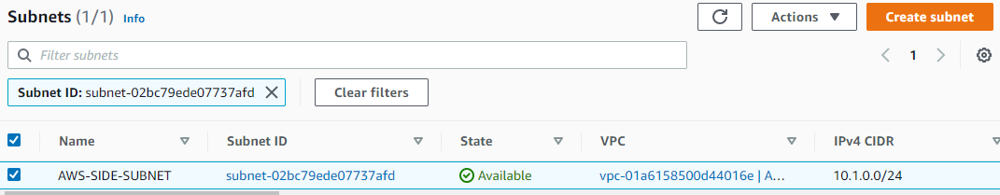 Subnets (1/1) Info
Actions
Create subnet
Filter subnets
1
Subnet ID: subnet-02bc79ede07737afd
Clear filters
Name Subnet ID State VPC IPv4 CIDR
AWS-SIDE-SUBNET subnet-02bc79ede07737afd Available vpc-01a6158500d44016e | A... 10.1.0.0/24